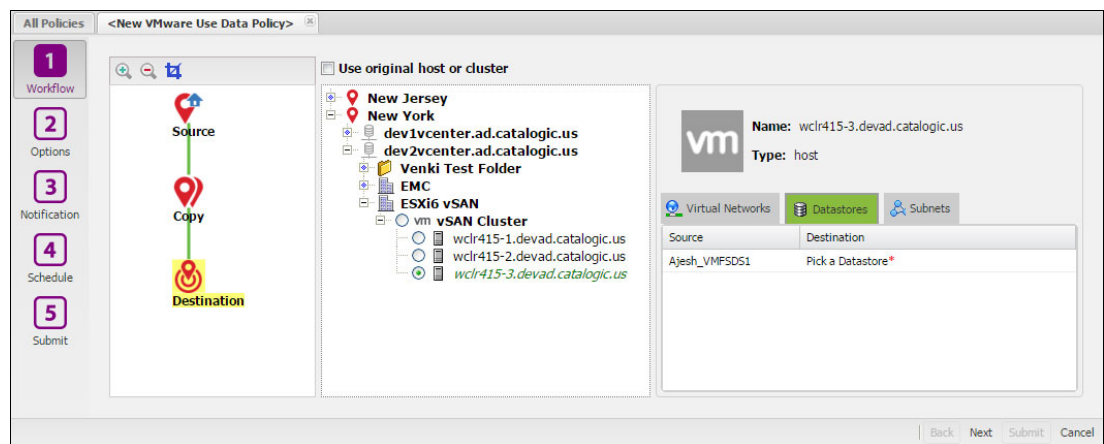 All Policies
<New VMware Use Data Policy>
1
Workflow
2
Options
3
Notification
4
Schedule
5
Submit
Source
Copy
Destination
Use original host or cluster
New Jersey
New York
dev1vcenter.ad.catalogic.us
dev2vcenter.ad.catalogic.us
Venki Test Folder
EMC
ESXi6 vSAN
vm vSAN Cluster
wclr415-1.devad.catalogic.us
wclr415-2.devad.catalogic.us
wclr415-3.devad.catalogic.us
vm
Name: wclr415-3.devad.catalogic.us
Type: host
Virtual Networks Datastores Subnets
Source Destination
Ajesh_VMFSDS1 Pick a Datastore*
Back Next Submit Cancel